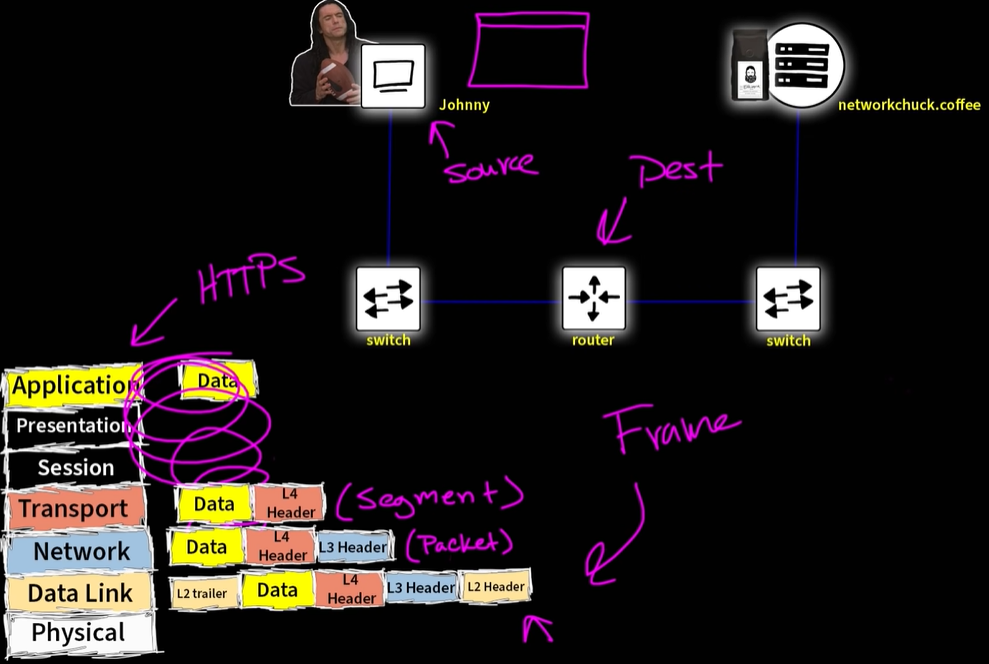 Johnny
networkchuck.coffee
Source
Dest
HTTPS
switch
router
switch
Application
Data
Presentation
Session
Frame
Transport
Data
L4 Header
(Segment)
Network
Data
L4 Header
L3 Header
(Packet)
Data Link
L2 trailer
Data
L4 Header
L3 Header
L2 Header
Physical